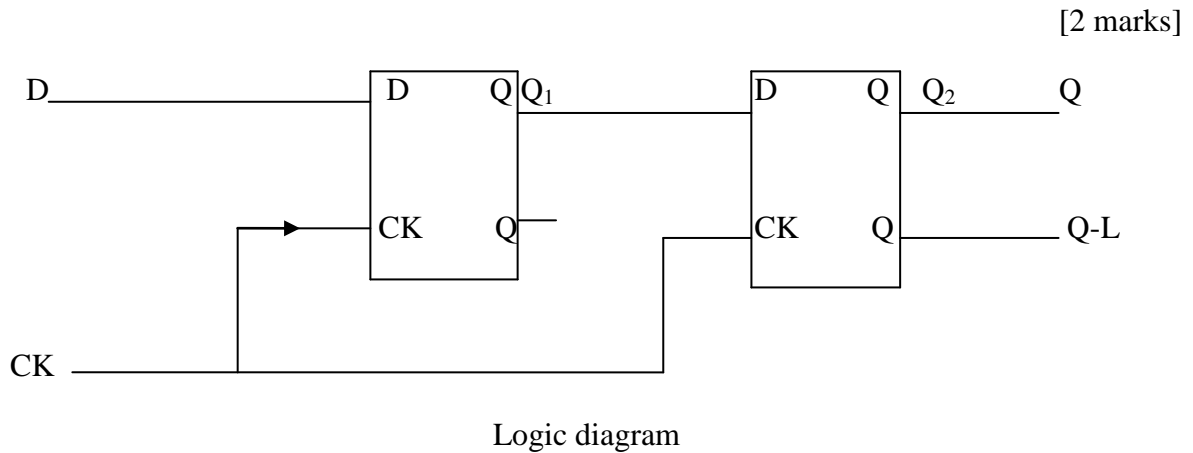 [2 marks]
D D Q Q₁ D Q Q₂ Q
CK Q CK Q Q-L
CK
Logic diagram